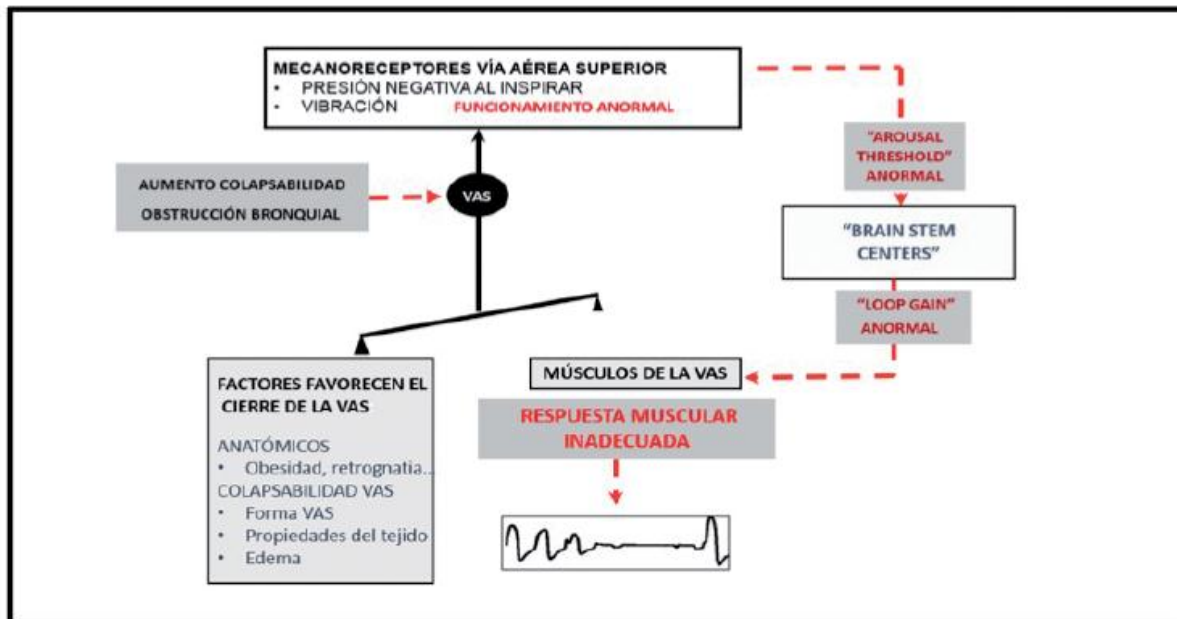 MECANORECEPTORES VÍA AÉREA SUPERIOR
• PRESIÓN NEGATIVA AL INSPIRAR
• VIBRACIÓN FUNCIONAMIENTO ANORMAL
"AROUSAL
THRESHOLD"
ANORMAL
AUMENTO COLAPSABILIDAD
OBSTRUCCIÓN BRONQUIAL
VAS
"BRAIN STEM
CENTERS"
"LOOP GAIN"
ANORMAL
FACTORES FAVORECEN EL
CIERRE DE LA VAS
ANATÓMICOS
• Obesidad, retrognatia...
COLAPSABILIDAD VAS
• Forma VAS
• Propiedades del tejido
• Edema
MÚSCULOS DE LA VAS
RESPUESTA MUSCULAR
INADECUADA